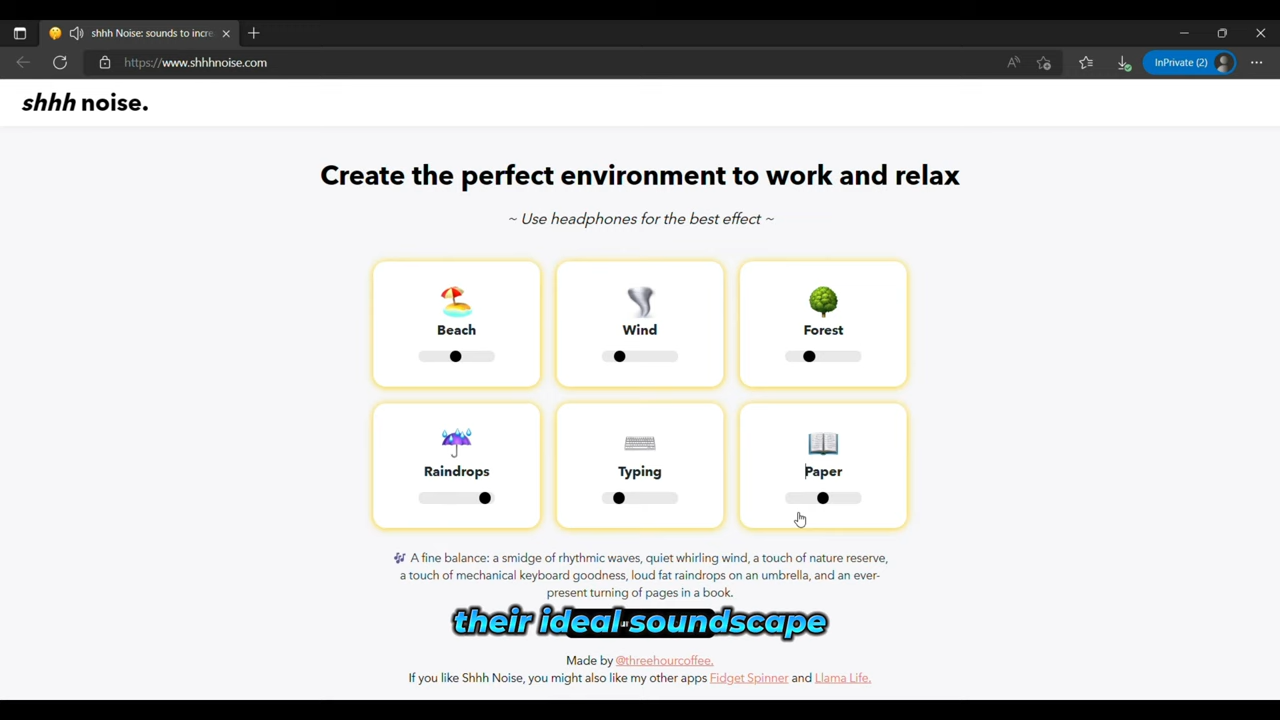 shhh Noise: sounds to incre
https://www.shhhnoise.com
InPrivate (2)
shhh noise.
Create the perfect environment to work and relax
~ Use headphones for the best effect ~
Beach
Wind
Forest
Raindrops
Typing
Paper
🎶 A fine balance: a smidge of rhythmic waves, quiet whirling wind, a touch of nature reserve,
a touch of mechanical keyboard goodness, loud fat raindrops on an umbrella, and an ever-
present turning of pages in a book.
their ideal soundscape
Made by @threehourcoffee.
If you like Shhh Noise, you might also like my other apps Fidget Spinner and Llama Life.